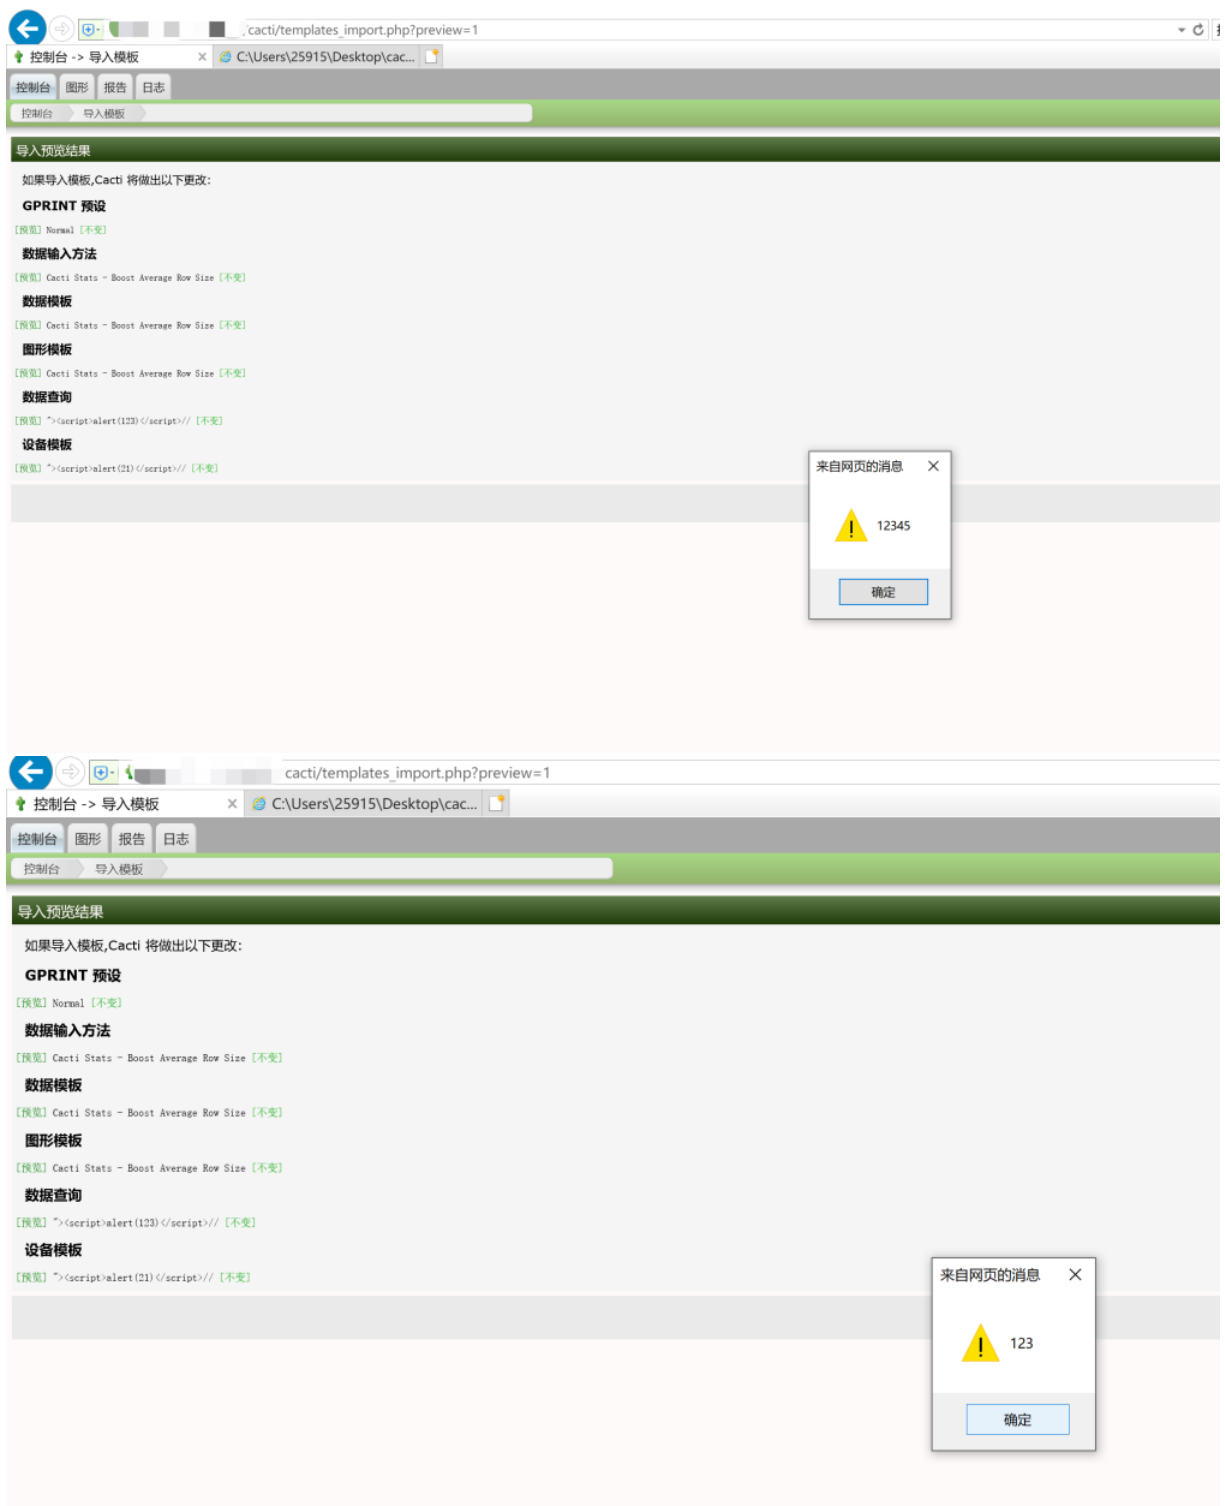 cacti/templates_import.php?preview=1
控制台 -> 导入模板 × C:\Users\25915\Desktop\cac...
控制台 图形 报告 日志
控制台 导入模板
导入预览结果
如果导入模板,Cacti 将做出以下更改:
GPRINT 预设
[预览] Normal [不变]
数据输入方法
[预览] Cacti Stats - Boost Average Row Size [不变]
数据模板
[预览] Cacti Stats - Boost Average Row Size [不变]
图形模板
[预览] Cacti Stats - Boost Average Row Size [不变]
数据查询
[预览] "><script>alert(123)</script>// [不变]
设备模板
[预览] "><script>alert(21)</script>// [不变]
来自网页的消息
12345
确定
cacti/templates_import.php?preview=1
控制台 -> 导入模板 × C:\Users\25915\Desktop\cac...
控制台 图形 报告 日志
控制台 导入模板
导入预览结果
如果导入模板,Cacti 将做出以下更改:
GPRINT 预设
[预览] Normal [不变]
数据输入方法
[预览] Cacti Stats - Boost Average Row Size [不变]
数据模板
[预览] Cacti Stats - Boost Average Row Size [不变]
图形模板
[预览] Cacti Stats - Boost Average Row Size [不变]
数据查询
[预览] "><script>alert(123)</script>// [不变]
设备模板
[预览] "><script>alert(21)</script>// [不变]
来自网页的消息
123
确定